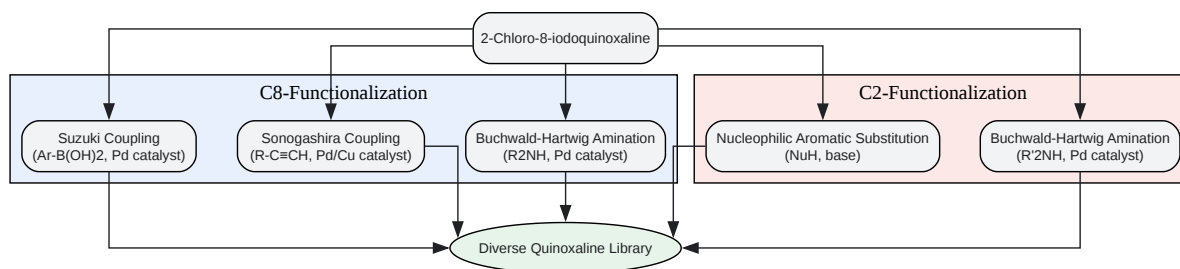 2-Chloro-8-iodoquinoxaline
C8-Functionalization
C2-Functionalization
Suzuki Coupling
(Ar-B(OH)2, Pd catalyst)
Sonogashira Coupling
(R-C≡CH, Pd/Cu catalyst)
Buchwald-Hartwig Amination
(R2NH, Pd catalyst)
Nucleophilic Aromatic Substitution
(NuH, base)
Buchwald-Hartwig Amination
(R'2NH, Pd catalyst)
Diverse Quinoxaline Library